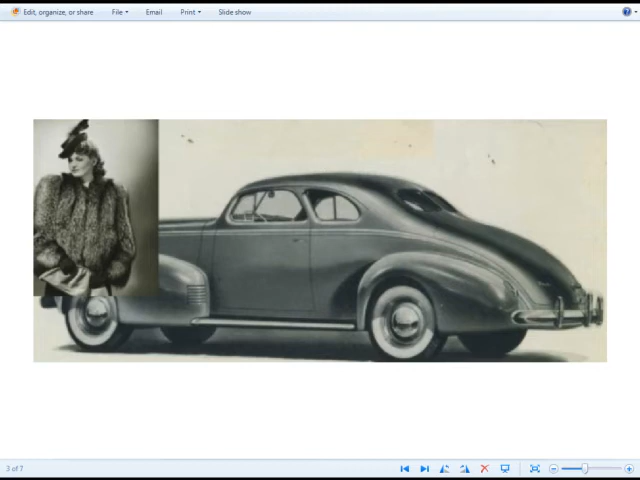 Edit, organize, or share File Email Print Slide show
3 of 7